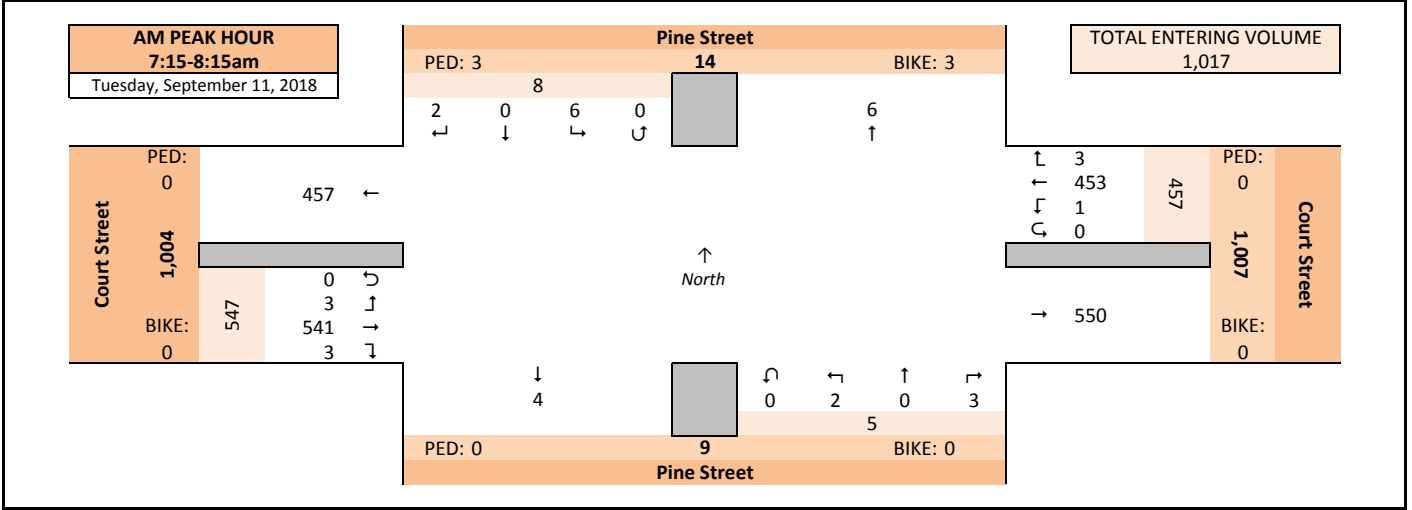 AM PEAK HOUR
7:15-8:15am
Tuesday, September 11, 2018
Pine Street
PED: 3 14 BIKE: 3
8
2 0 6 0
↵ ↓ ↳ ↺
6
↑
TOTAL ENTERING VOLUME
1,017
Court Street
PED:
0
1,004
BIKE:
0
457 ←
547
0 ⮌
3 ↑
541 →
3 ↴
↑
North
↑ 3
← 453
↓ 1
⮎ 0
457
→ 550
PED:
0
1,007
BIKE:
0
Court Street
↓
4
↶ ← ↑ →
0 2 0 3
5
PED: 0 9 BIKE: 0
Pine Street